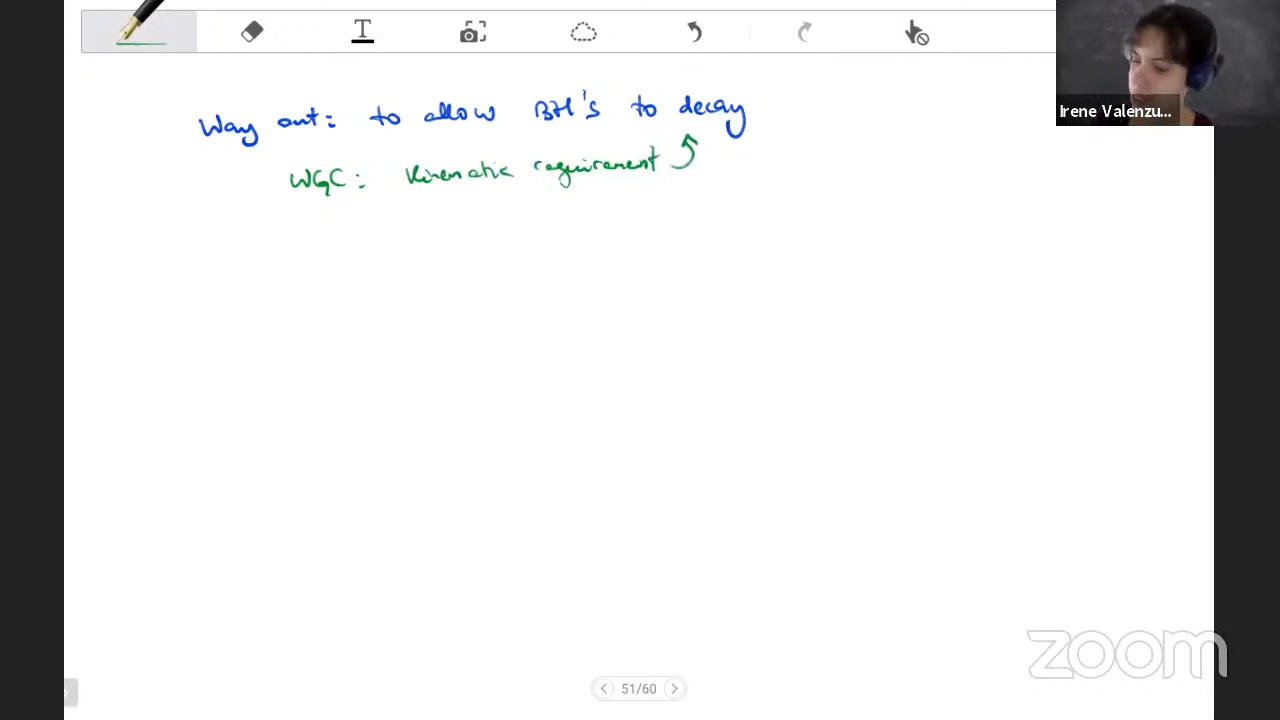 T
Irene Valenzu...
Way out: to allow BH's to decay
WGC: Kinematic requirement
51/60
zoom